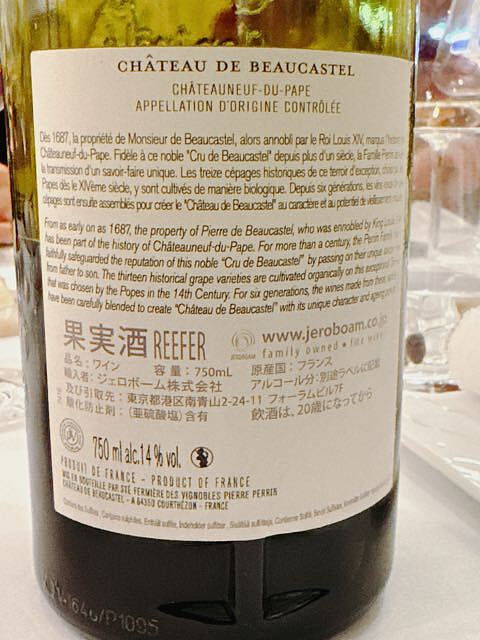 CHÂTEAU DE BEAUCASTEL
CHÂTEAUNEUF-DU-PAPE
APPELLATION D'ORIGINE CONTRÔLÉE
Dès 1687, la propriété de Monsieur de Beaucastel, alors annobli par le Roi Louis XIV, marqua l'histoire
Châteauneuf-du-Pape. Fidèle à ce noble "Cru de Beaucastel" depuis plus d'un siècle, la Famille Perrin
la transmission d'un savoir-faire unique. Les treize cépages historiques de ce terroir d'exception, choisi
Papes dès le XIVème siècle, y sont cultivés de manière biologique. Depuis six générations, les vins
cépages sont ensuite assemblés pour créer le "Château de Beaucastel" au caractère et au potentiel de vieillissement
From as early on as 1687, the property of Pierre de Beaucastel, who was ennobled by King Louis
has been part of the history of Châteauneuf-du-Pape. For more than a century, the Perrin Family
faithfully safeguarded the reputation of this noble "Cru de Beaucastel" by passing on their unique
from father to son. The thirteen historical grape varieties are cultivated organically on this exceptional
that was chosen by the Popes in the 14th Century. For six generations, the wines made from these
have been carefully blended to create "Château de Beaucastel" with its unique character and ageing
果実酒 REEFER
JEROBOAM
www.jeroboam.co.jp
family owned • fine wine
品名：ワイン 容量：750mL 原産国：フランス
輸入者：ジェロボーム株式会社 アルコール分：別途ラベルに記載
及び引取先：東京都港区南青山2-24-11 フォーラムビル7F
酸化防止剤：（亜硫酸塩）含有 飲酒は、20歳になってから
750 ml alc.14 % vol.
PRODUIT DE FRANCE - PRODUCT OF FRANCE
MIS EN BOUTEILLE PAR STÉ FERMIÈRE DES VIGNOBLES PIERRE PERRIN
CHÂTEAU DE BEAUCASTEL - A 84350 COURTHÉZON - FRANCE